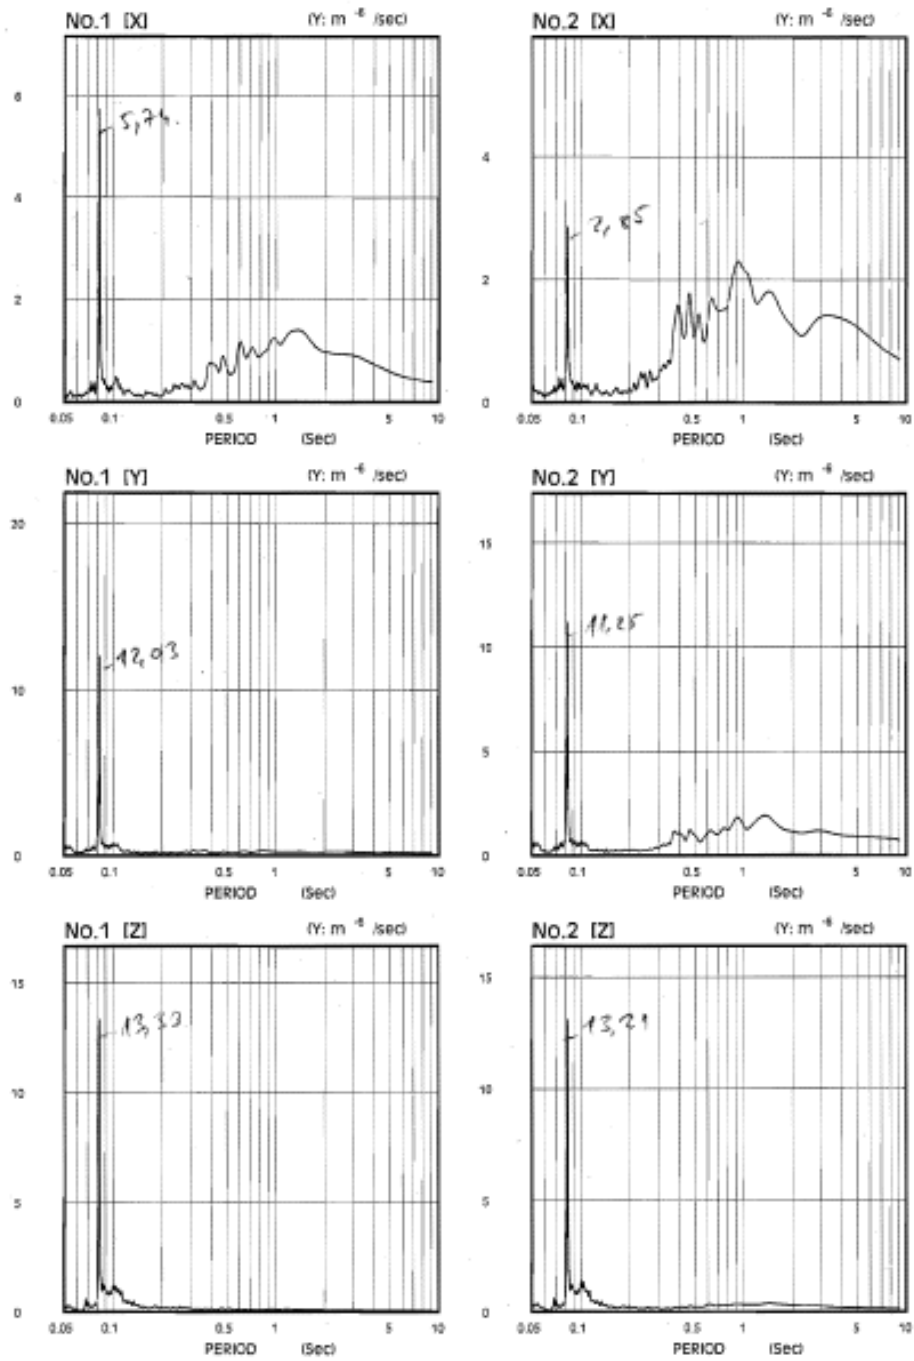 No.1 [X] (Y: m⁻⁶ /sec)
6
5,74.
4
2
0
0.05 0.1 0.5 1 5 10
PERIOD (Sec)
No.2 [X] (Y: m⁻⁶ /sec)
4
2,85
2
0
0.05 0.1 0.5 1 5 10
PERIOD (Sec)
No.1 [Y] (Y: m⁻⁶ /sec)
20
12,03
10
0
0.05 0.1 0.5 1 5 10
PERIOD (Sec)
No.2 [Y] (Y: m⁻⁶ /sec)
15
11,25
10
5
0
0.05 0.1 0.5 1 5 10
PERIOD (Sec)
No.1 [Z] (Y: m⁻⁶ /sec)
15
13,33
10
5
0
0.05 0.1 0.5 1 5 10
PERIOD (Sec)
No.2 [Z] (Y: m⁻⁶ /sec)
15
13,21
10
5
0
0.05 0.1 0.5 1 5 10
PERIOD (Sec)